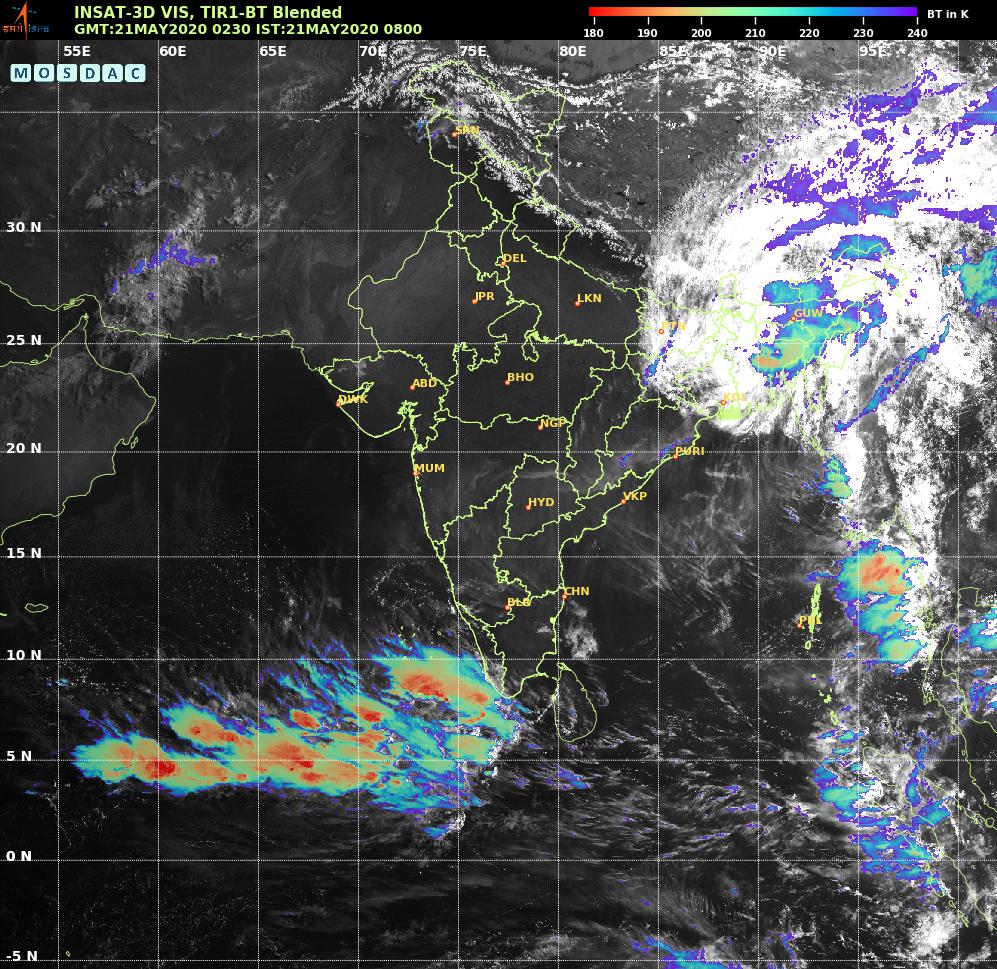 INSAT-3D VIS, TIR1-BT Blended
GMT:21MAY2020 0230 IST:21MAY2020 0800
BT in K
180 190 200 210 220 230 240
55E 60E 65E 70E 75E 80E 85E 90E 95E
M O S D A C
SRN
30 N
DEL
JPR
LKN
GUW
PTN
25 N
BHO
ABD
DWK
KOL
NGP
20 N
PURI
MUM
VKP
HYD
15 N
CHN
BLR
PBL
10 N
5 N
0 N
-5 N